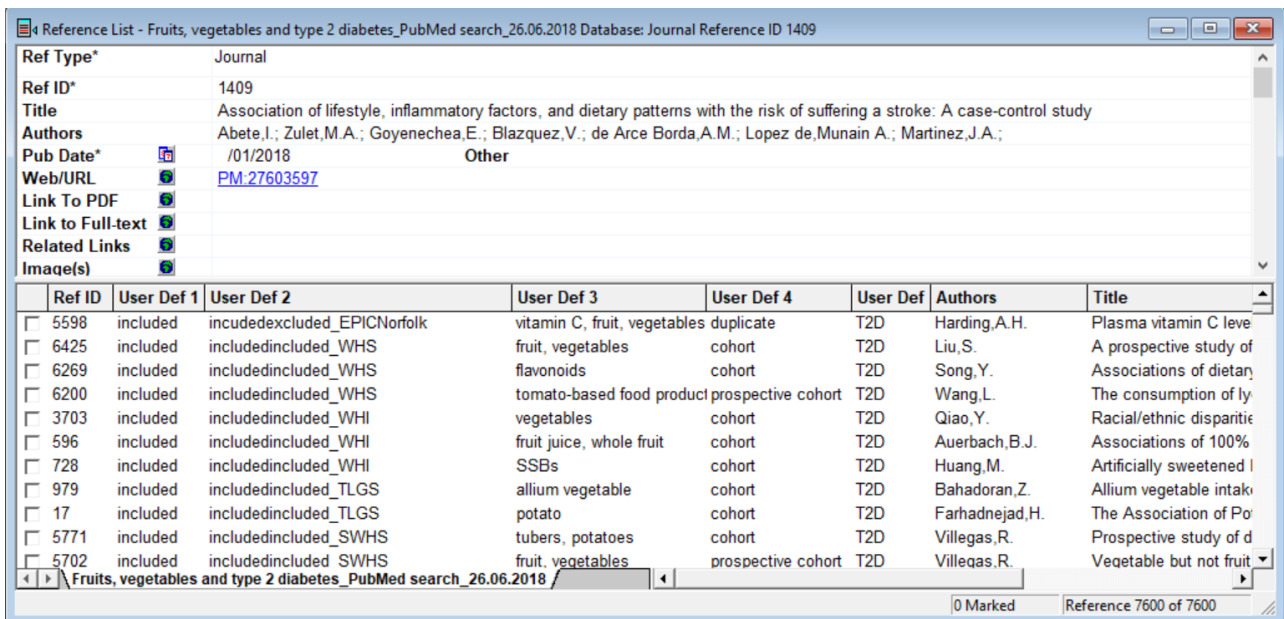 Reference List - Fruits, vegetables and type 2 diabetes_PubMed search_26.06.2018 Database: Journal Reference ID 1409
Ref Type* Journal
Ref ID* 1409
Title Association of lifestyle, inflammatory factors, and dietary patterns with the risk of suffering a stroke: A case-control study
Authors Abete,I.; Zulet,M.A.; Goyenechea,E.; Blazquez,V.; de Arce Borda,A.M.; Lopez de,Munain A.; Martinez,J.A.;
Pub Date* /01/2018 Other
Web/URL PM:27603597
Link To PDF
Link to Full-text
Related Links
Image(s)
Ref ID User Def 1 User Def 2 User Def 3 User Def 4 User Def Authors Title
5598 included incudedexcluded_EPICNorfolk vitamin C, fruit, vegetables duplicate T2D Harding,A.H. Plasma vitamin C leve
6425 included includedincluded_WHS fruit, vegetables cohort T2D Liu,S. A prospective study of
6269 included includedincluded_WHS flavonoids cohort T2D Song,Y. Associations of dietary
6200 included includedincluded_WHS tomato-based food product prospective cohort T2D Wang,L. The consumption of ly
3703 included includedincluded_WHI vegetables cohort T2D Qiao,Y. Racial/ethnic disparitie
596 included includedincluded_WHI fruit juice, whole fruit cohort T2D Auerbach,B.J. Associations of 100%
728 included includedincluded_WHI SSBs cohort T2D Huang,M. Artificially sweetened
979 included includedincluded_TLGS allium vegetable cohort T2D Bahadoran,Z. Allium vegetable intak
17 included includedincluded_TLGS potato cohort T2D Farhadnejad,H. The Association of Po
5771 included includedincluded_SWHS tubers, potatoes cohort T2D Villegas,R. Prospective study of d
5702 included includedincluded_SWHS fruit, vegetables prospective cohort T2D Villegas,R. Vegetable but not fruit
Fruits, vegetables and type 2 diabetes_PubMed search_26.06.2018
0 Marked Reference 7600 of 7600